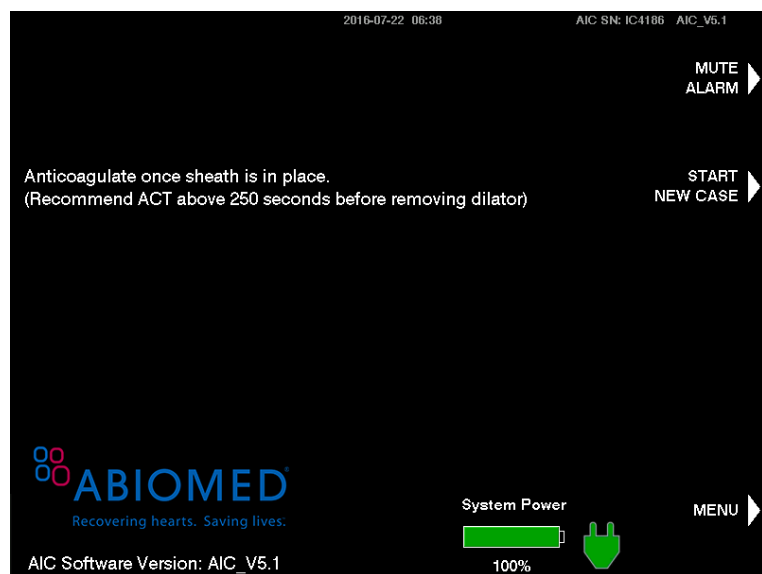 2016-07-22 06:38 AIC SN: IC4186 AIC_V5.1
MUTE
ALARM
Anticoagulate once sheath is in place.
(Recommend ACT above 250 seconds before removing dilator)
START
NEW CASE
ABIOMED®
Recovering hearts. Saving lives.
AIC Software Version: AIC_V5.1
System Power
100%
MENU